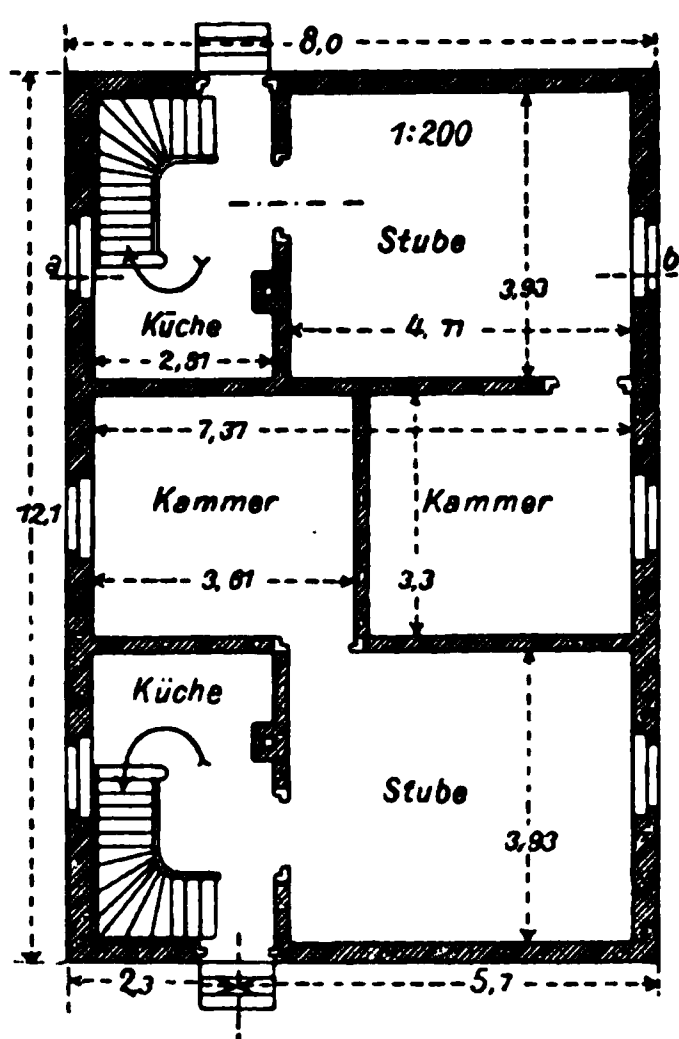 8,0
1:200
Stube
a
b
3,93
Küche
4,71
2,51
7,37
Kammer
Kammer
12,1
3,61
3,3
Küche
Stube
3,93
2,3
5,7